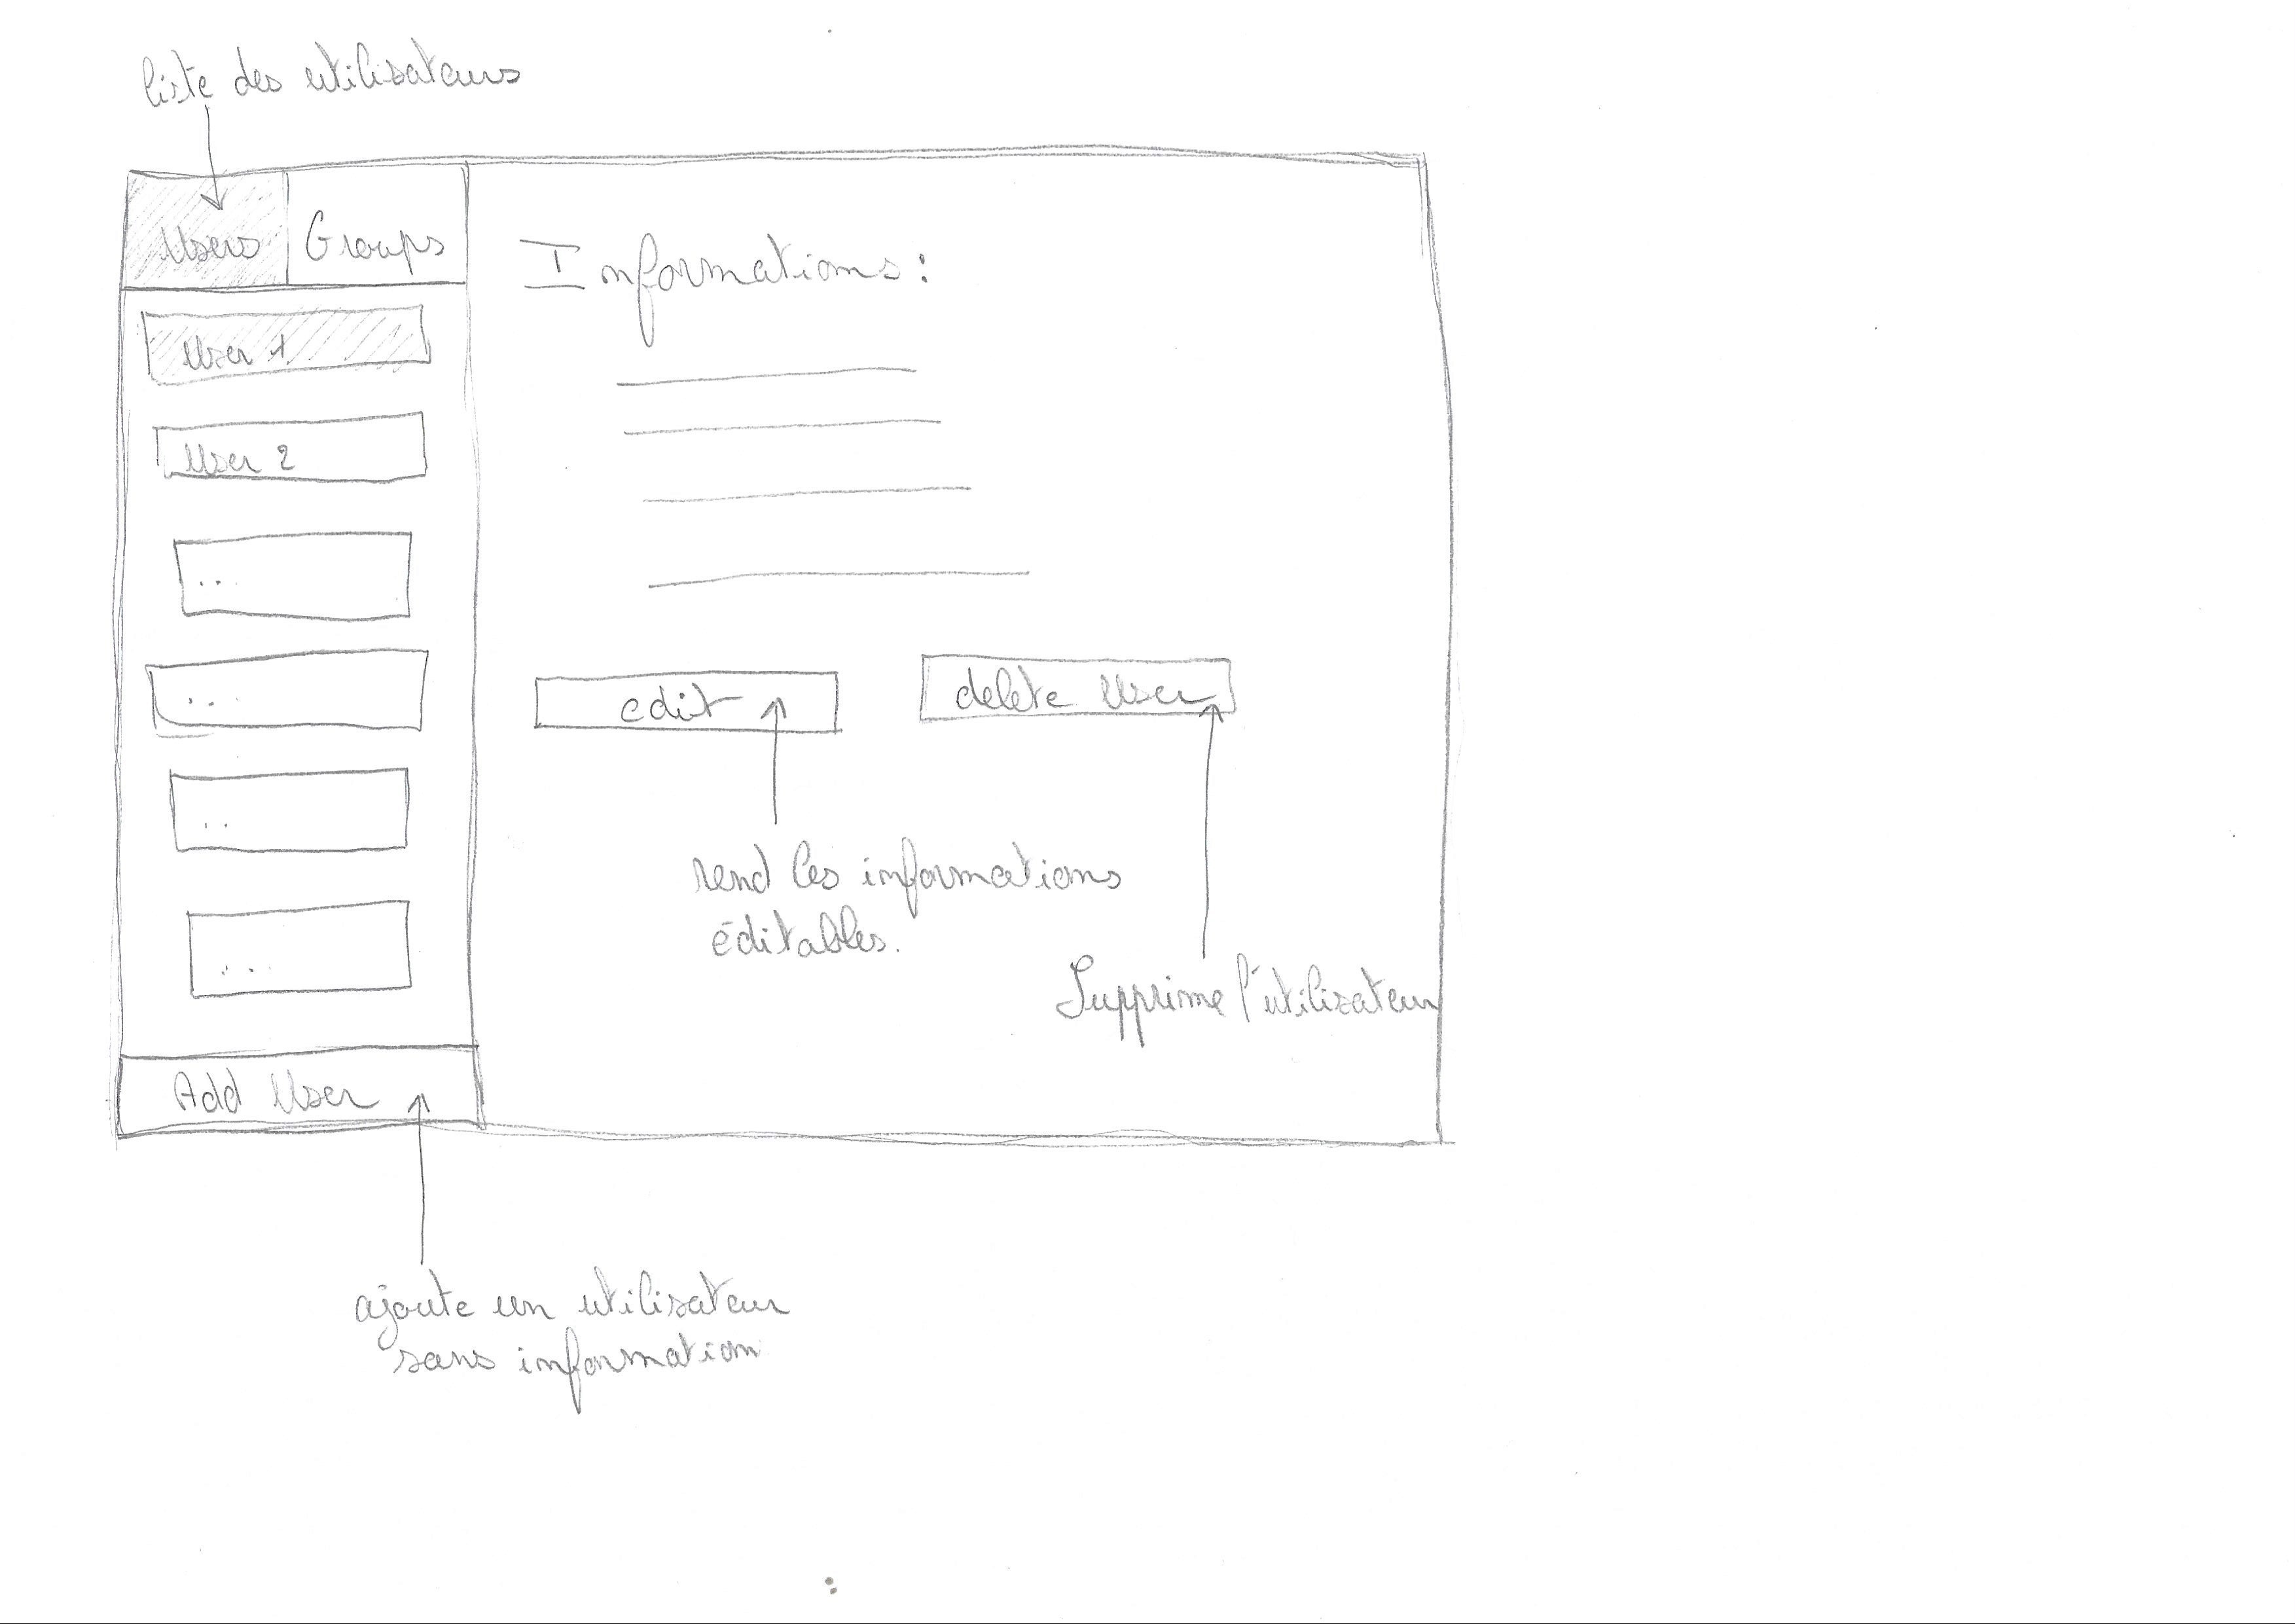 liste des utilisateurs
Users
Groups
Informations :
User 1
User 2
...
...
..
...
edit
delete User
rend les informations
éditables.
Supprime l'utilisateur
Add User
ajoute un utilisateur
sans information